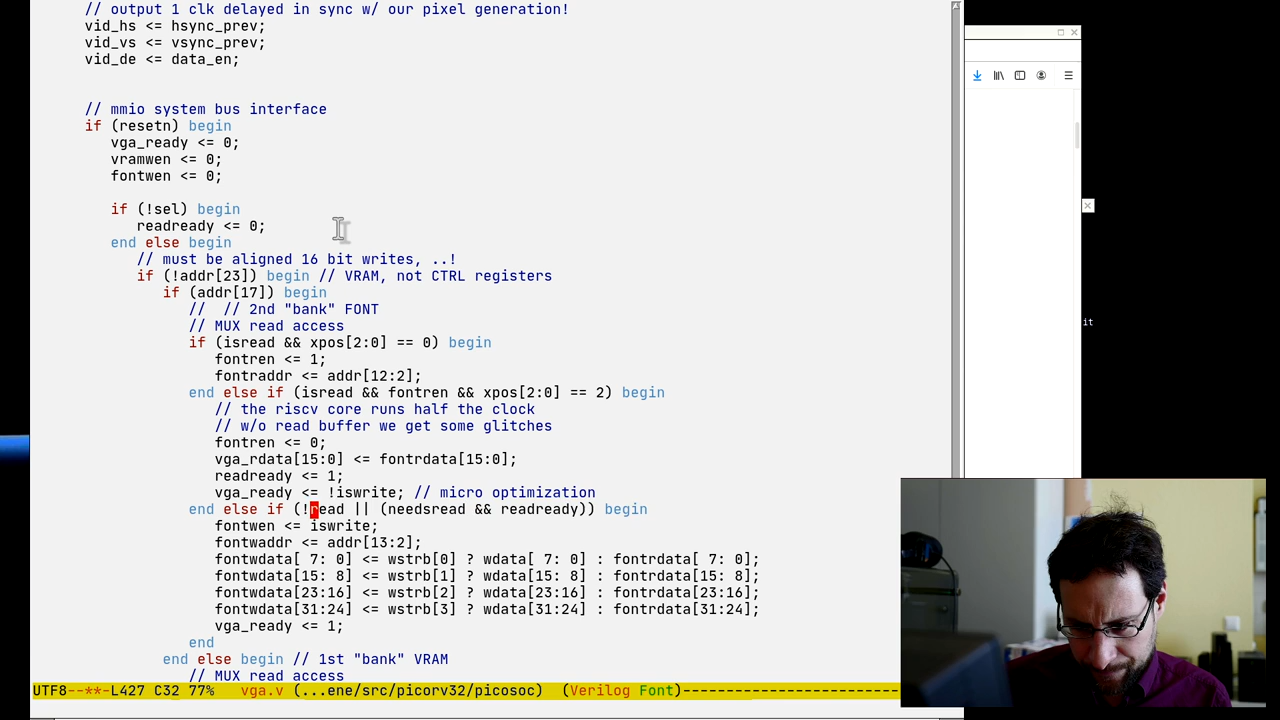 // output 1 clk delayed in sync w/ our pixel generation!
vid_hs <= hsync_prev;
vid_vs <= vsync_prev;
vid_de <= data_en;
// mmio system bus interface
if (resetn) begin
vga_ready <= 0;
vramwen <= 0;
fontwen <= 0;
if (!sel) begin
readready <= 0;
end else begin
// must be aligned 16 bit writes, ..!
if (!addr[23]) begin // VRAM, not CTRL registers
if (addr[17]) begin
//  // 2nd "bank" FONT
// MUX read access
if (isread && xpos[2:0] == 0) begin
fontren <= 1;
fontraddr <= addr[12:2];
end else if (isread && fontren && xpos[2:0] == 2) begin
// the riscv core runs half the clock
// w/o read buffer we get some glitches
fontren <= 0;
vga_rdata[15:0] <= fontrdata[15:0];
readready <= 1;
vga_ready <= !iswrite; // micro optimization
end else if (!read || (needsread && readready)) begin
fontwen <= iswrite;
fontwaddr <= addr[13:2];
fontwdata[ 7: 0] <= wstrb[0] ? wdata[ 7: 0] : fontrdata[ 7: 0];
fontwdata[15: 8] <= wstrb[1] ? wdata[15: 8] : fontrdata[15: 8];
fontwdata[23:16] <= wstrb[2] ? wdata[23:16] : fontrdata[23:16];
fontwdata[31:24] <= wstrb[3] ? wdata[31:24] : fontrdata[31:24];
vga_ready <= 1;
end
end else begin // 1st "bank" VRAM
// MUX read access
UTF8--**-L427 C32 77%   vga.v (...ene/src/picorv32/picosoc)  (Verilog Font)-------------------------
it